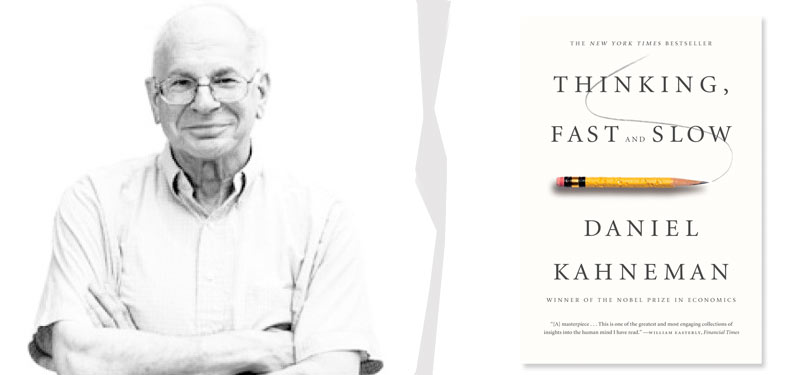 THE NEW YORK TIMES BESTSELLER
THINKING,
FAST AND SLOW
DANIEL
KAHNEMAN
WINNER OF THE NOBEL PRIZE IN ECONOMICS
"[A] masterpiece . . . This is one of the greatest and most engaging collections of
insights into the human mind I have read." —WILLIAM EASTERLY, Financial Times